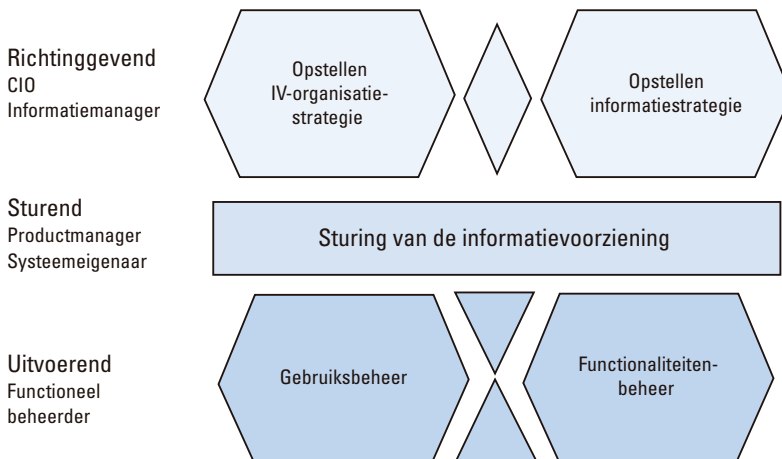 Richtinggevend
CIO
Informatiemanager
Opstellen
IV-organisatie-
strategie
Opstellen
informatiestrategie
Sturend
Productmanager
Systeemeigenaar
Sturing van de informatievoorziening
Uitvoerend
Functioneel
beheerder
Gebruiksbeheer
Functionaliteiten-
beheer